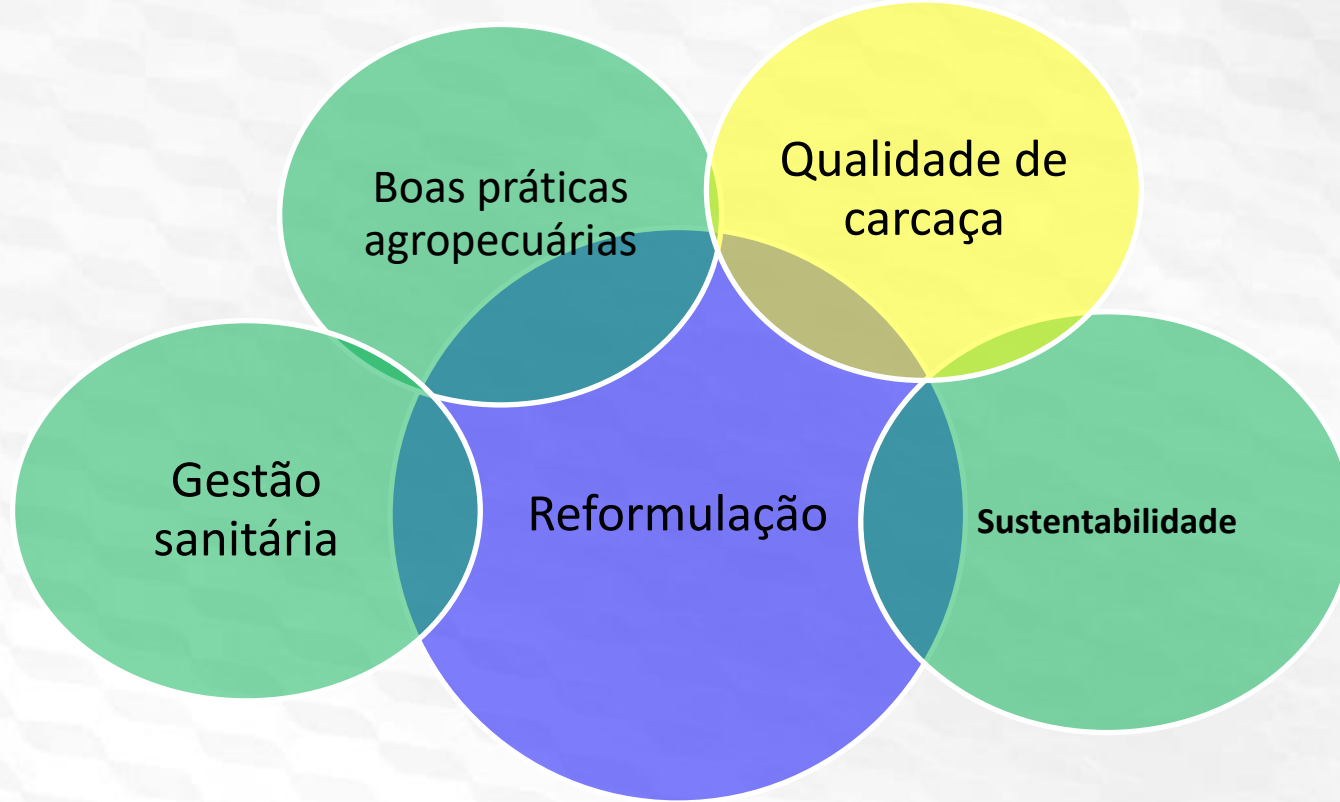 Boas práticas
agropecuárias
Qualidade de
carcaça
Gestão
sanitária
Reformulação
Sustentabilidade